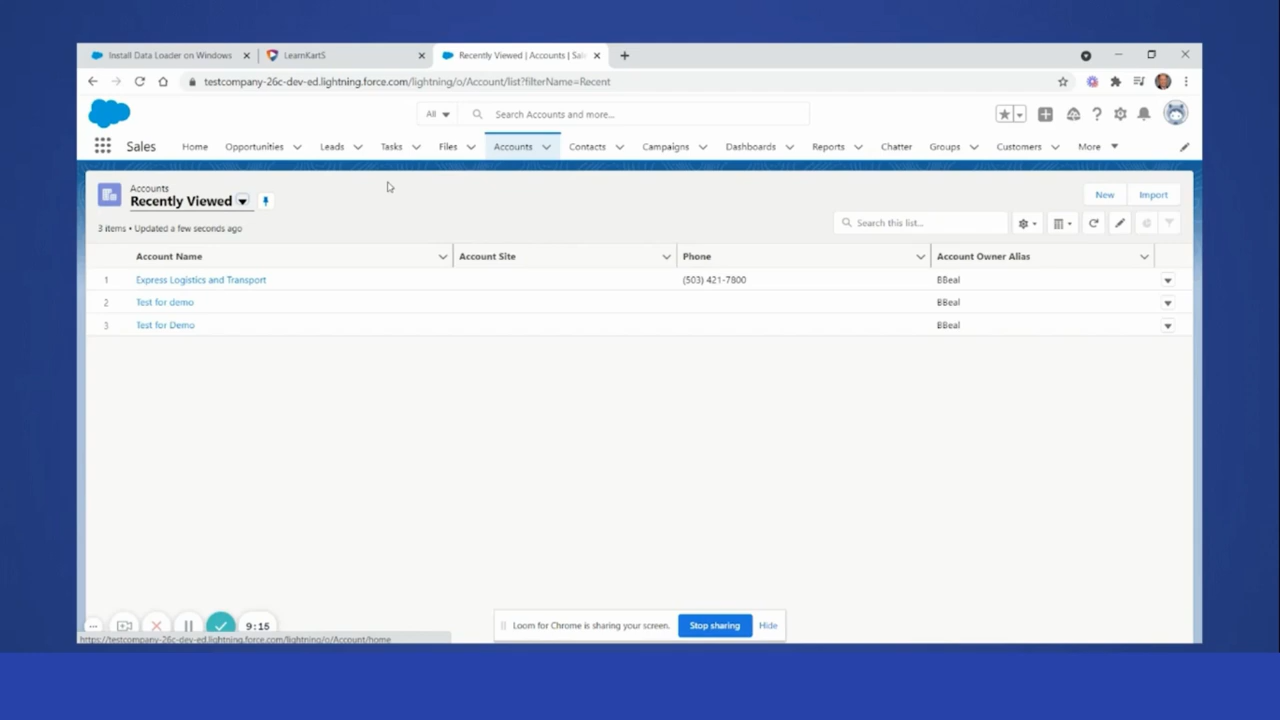 Install Data Loader on Windows
LearnKartS
Recently Viewed | Accounts | Sale
testcompany-26c-dev-ed.lightning.force.com/lightning/o/Account/list?filterName=Recent
All
Search Accounts and more...
Sales
Home
Opportunities
Leads
Tasks
Files
Accounts
Contacts
Campaigns
Dashboards
Reports
Chatter
Groups
Customers
More
Accounts
Recently Viewed
New
Import
3 items • Updated a few seconds ago
Search this list...
Account Name
Account Site
Phone
Account Owner Alias
1 Express Logistics and Transport (503) 421-7800 BBeal
2 Test for demo BBeal
3 Test for Demo BBeal
9:15
Loom for Chrome is sharing your screen.
Stop sharing
Hide
https://testcompany-26c-dev-ed.lightning.force.com/lightning/o/Account/home